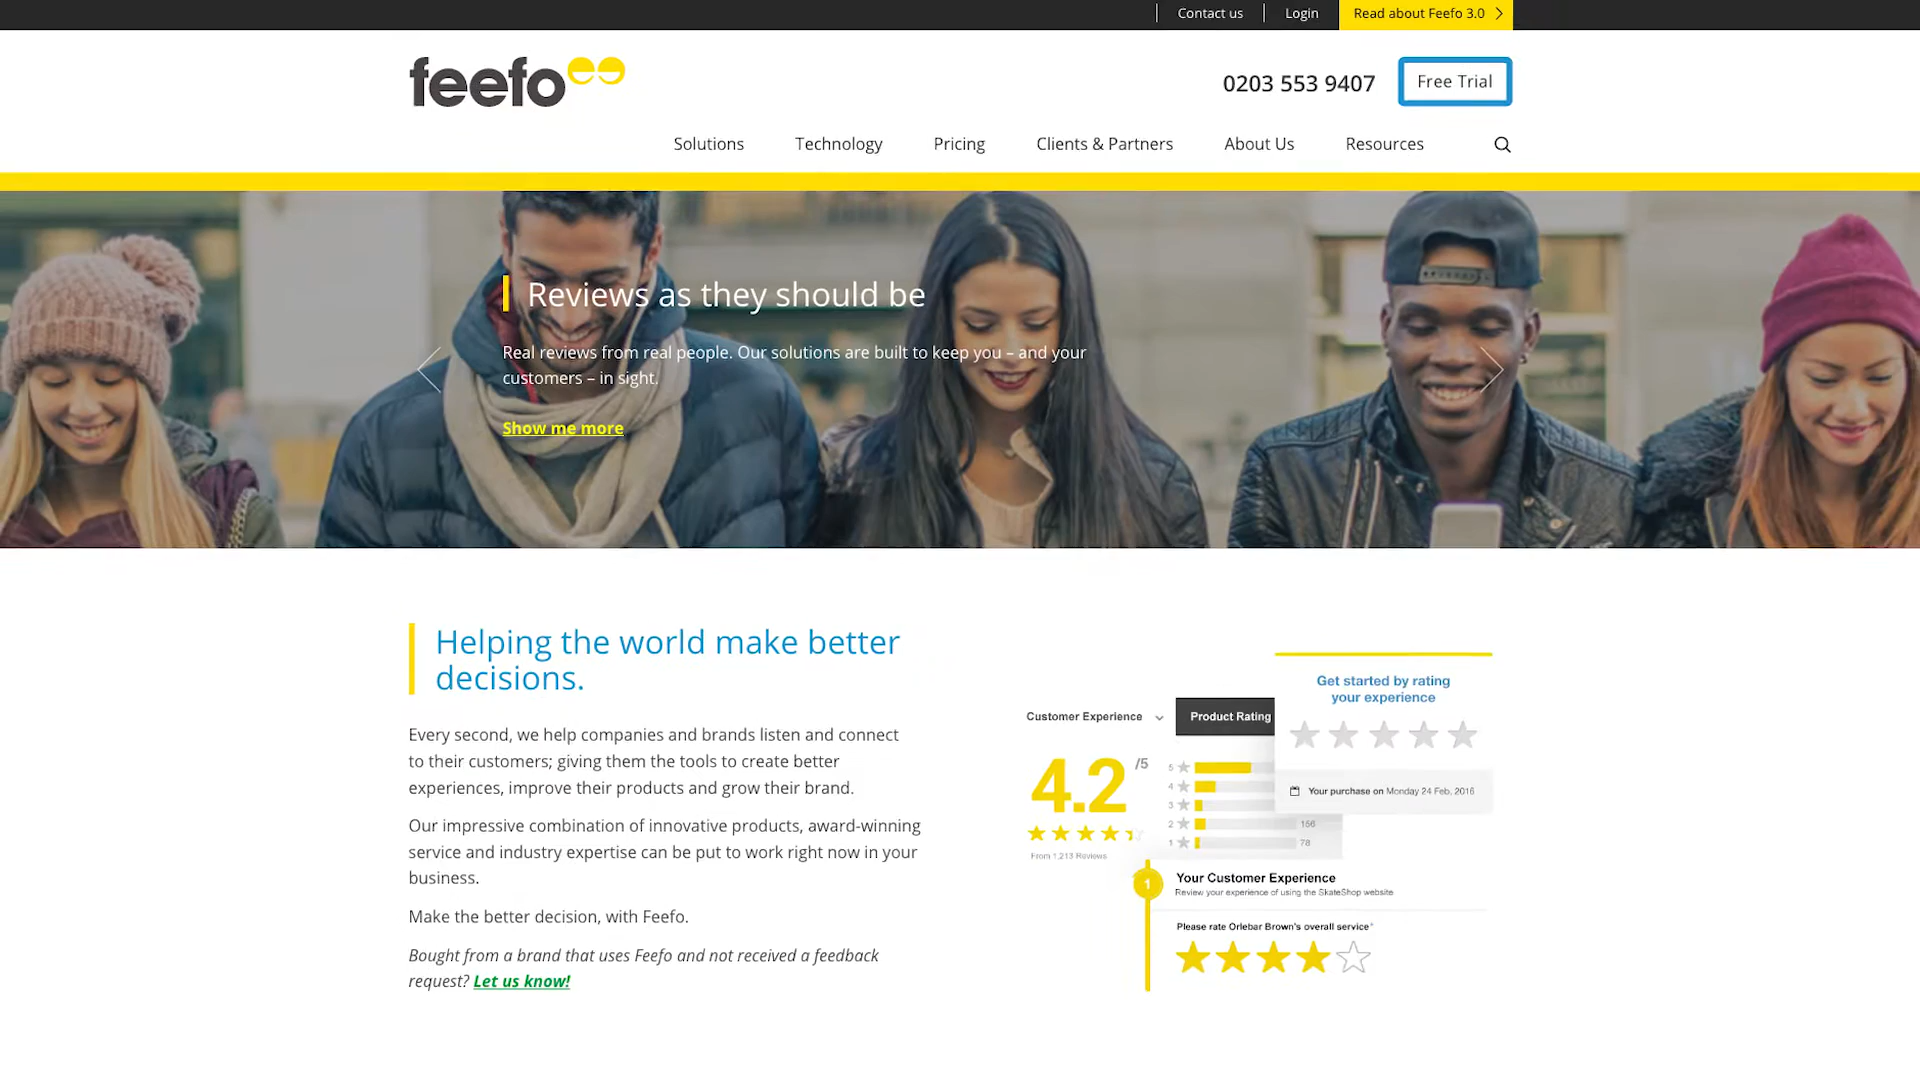 Contact us
Login
Read about Feefo 3.0
feefo
0203 553 9407
Free Trial
Solutions
Technology
Pricing
Clients & Partners
About Us
Resources
Reviews as they should be
Real reviews from real people. Our solutions are built to keep you – and your
customers – in sight.
Show me more
Helping the world make better
decisions.
Every second, we help companies and brands listen and connect
to their customers; giving them the tools to create better
experiences, improve their products and grow their brand.
Our impressive combination of innovative products, award-winning
service and industry expertise can be put to work right now in your
business.
Make the better decision, with Feefo.
Bought from a brand that uses Feefo and not received a feedback
request? Let us know!
Get started by rating
your experience
Your purchase on Monday 24 Feb, 2016
Customer Experience
Product Rating
4.2 /5
From 1,213 Reviews
5
4
3
2 156
1 78
1
Your Customer Experience
Review your experience of using the SkateShop website
Please rate Orlebar Brown's overall service*